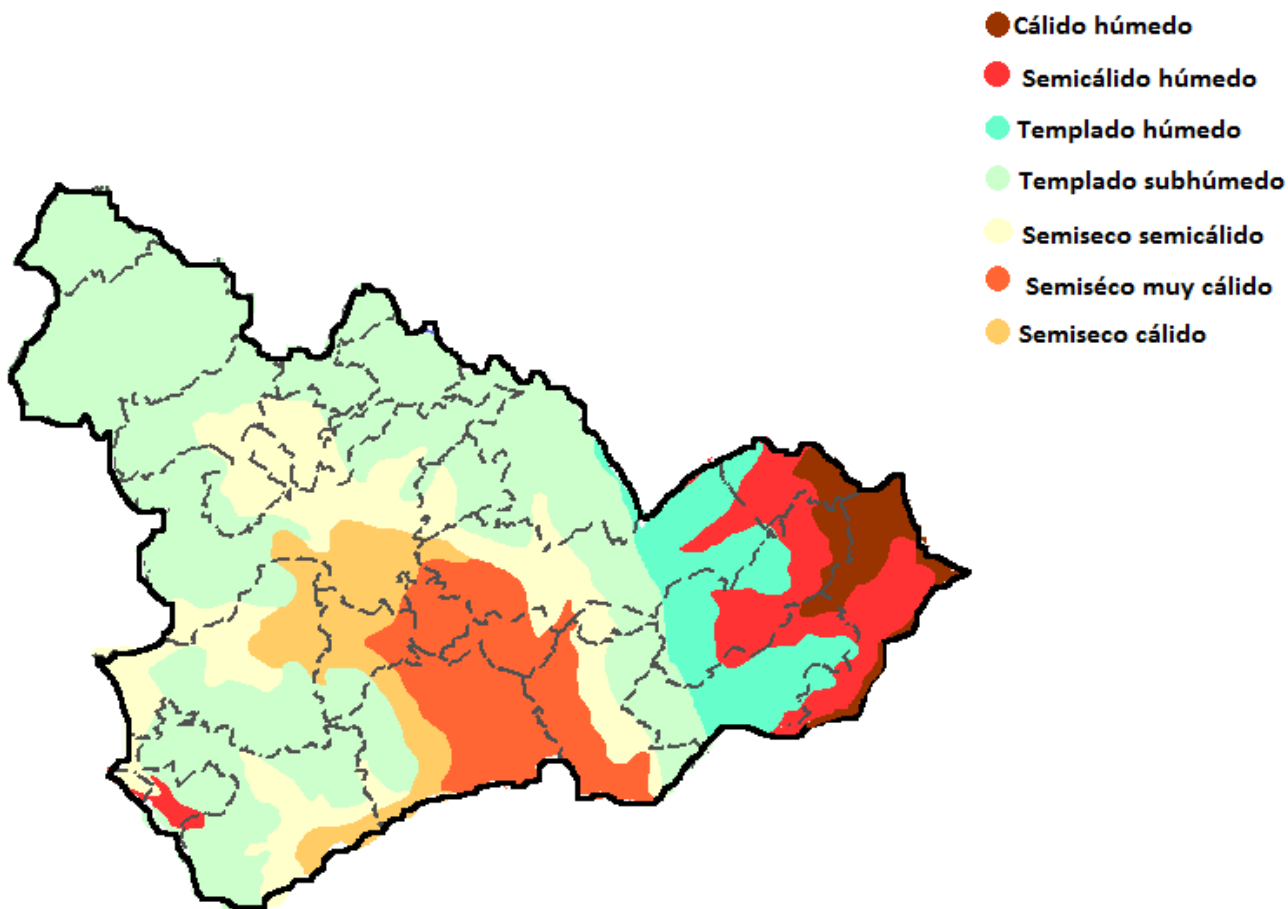 Cálido húmedo
Semicálido húmedo
Templado húmedo
Templado subhúmedo
Semiseco semicálido
Semiséco muy cálido
Semiseco cálido